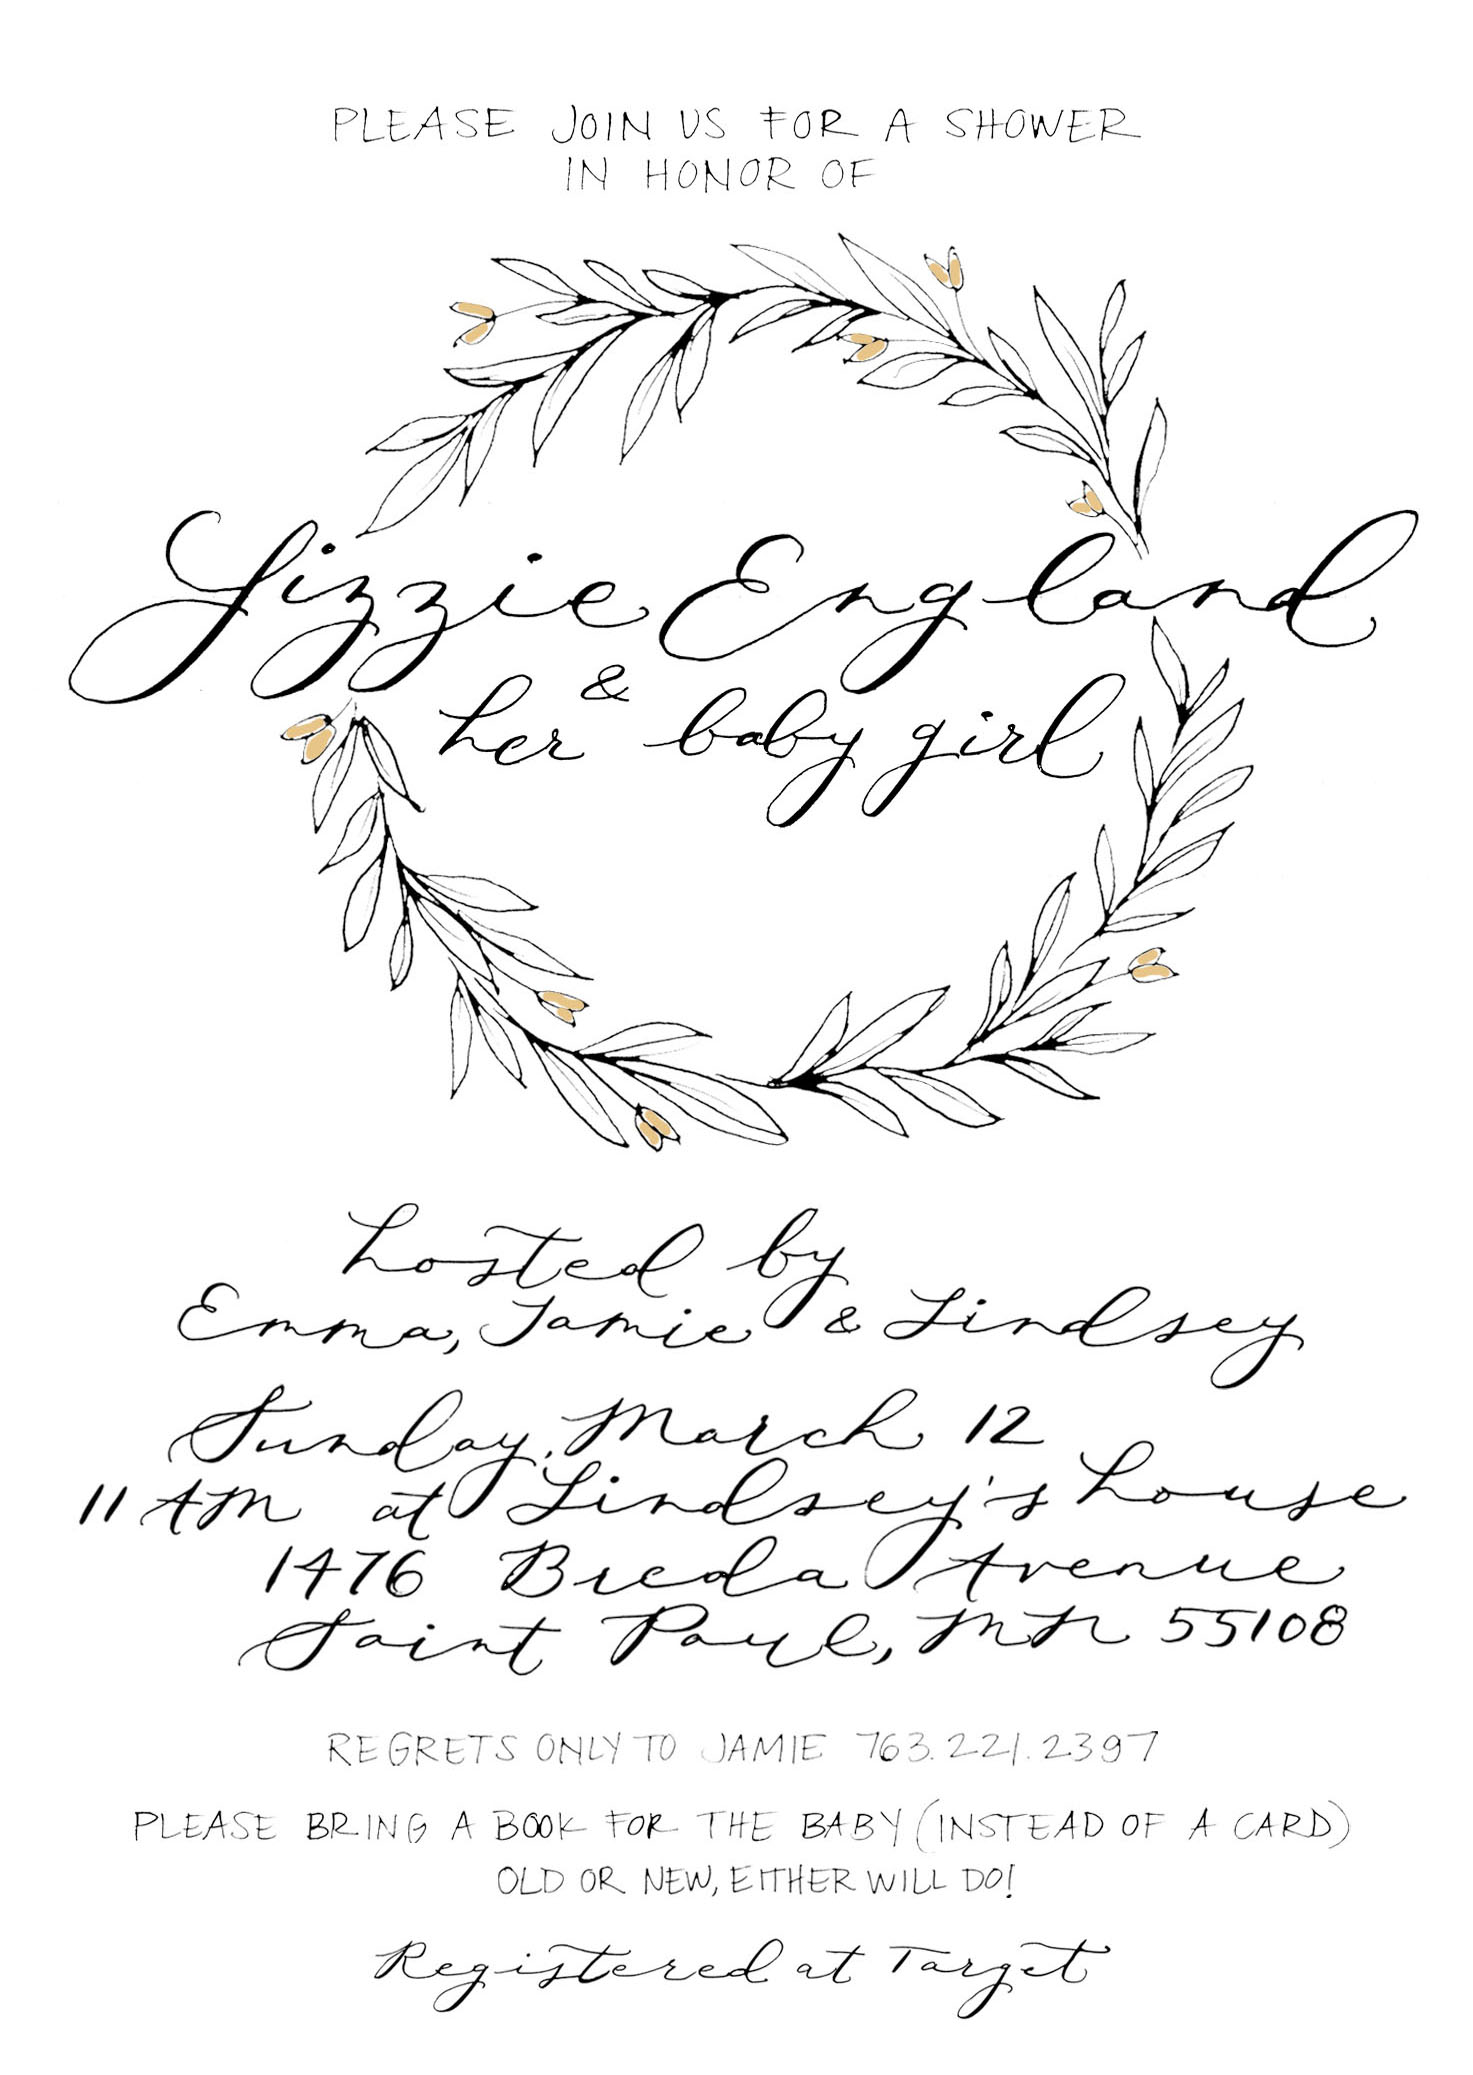 PLEASE JOIN US FOR A SHOWER
IN HONOR OF
Lizzie England
&
her baby girl
hosted by
Emma, Jamie & Lindsey
Sunday, March 12
11 AM at Lindsey's house
1476 Breda Avenue
Saint Paul, MN 55108
REGRETS ONLY TO JAMIE 763.221.2397
PLEASE BRING A BOOK FOR THE BABY (INSTEAD OF A CARD)
OLD OR NEW, EITHER WILL DO!
Registered at Target